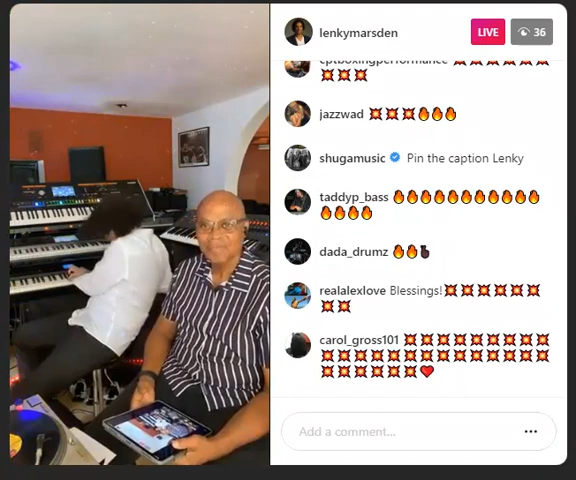 lenkymarsden
LIVE
36
cptboxingperformance 💥💥💥💥💥💥
💥💥💥
jazzwad 💥💥💥🔥🔥🔥
shugamusic Pin the caption Lenky
taddyp_bass 🔥🔥🔥🔥🔥🔥🔥🔥🔥🔥🔥
🔥🔥🔥🔥
dada_drumz 🔥🔥🤞🏿
realalexlove Blessings!💥💥💥💥💥💥
💥💥
carol_gross101 💥💥💥💥💥💥💥💥💥
💥💥💥💥💥💥💥💥💥💥💥💥💥💥
💥💥💥💥💥💥❤️
Add a comment...